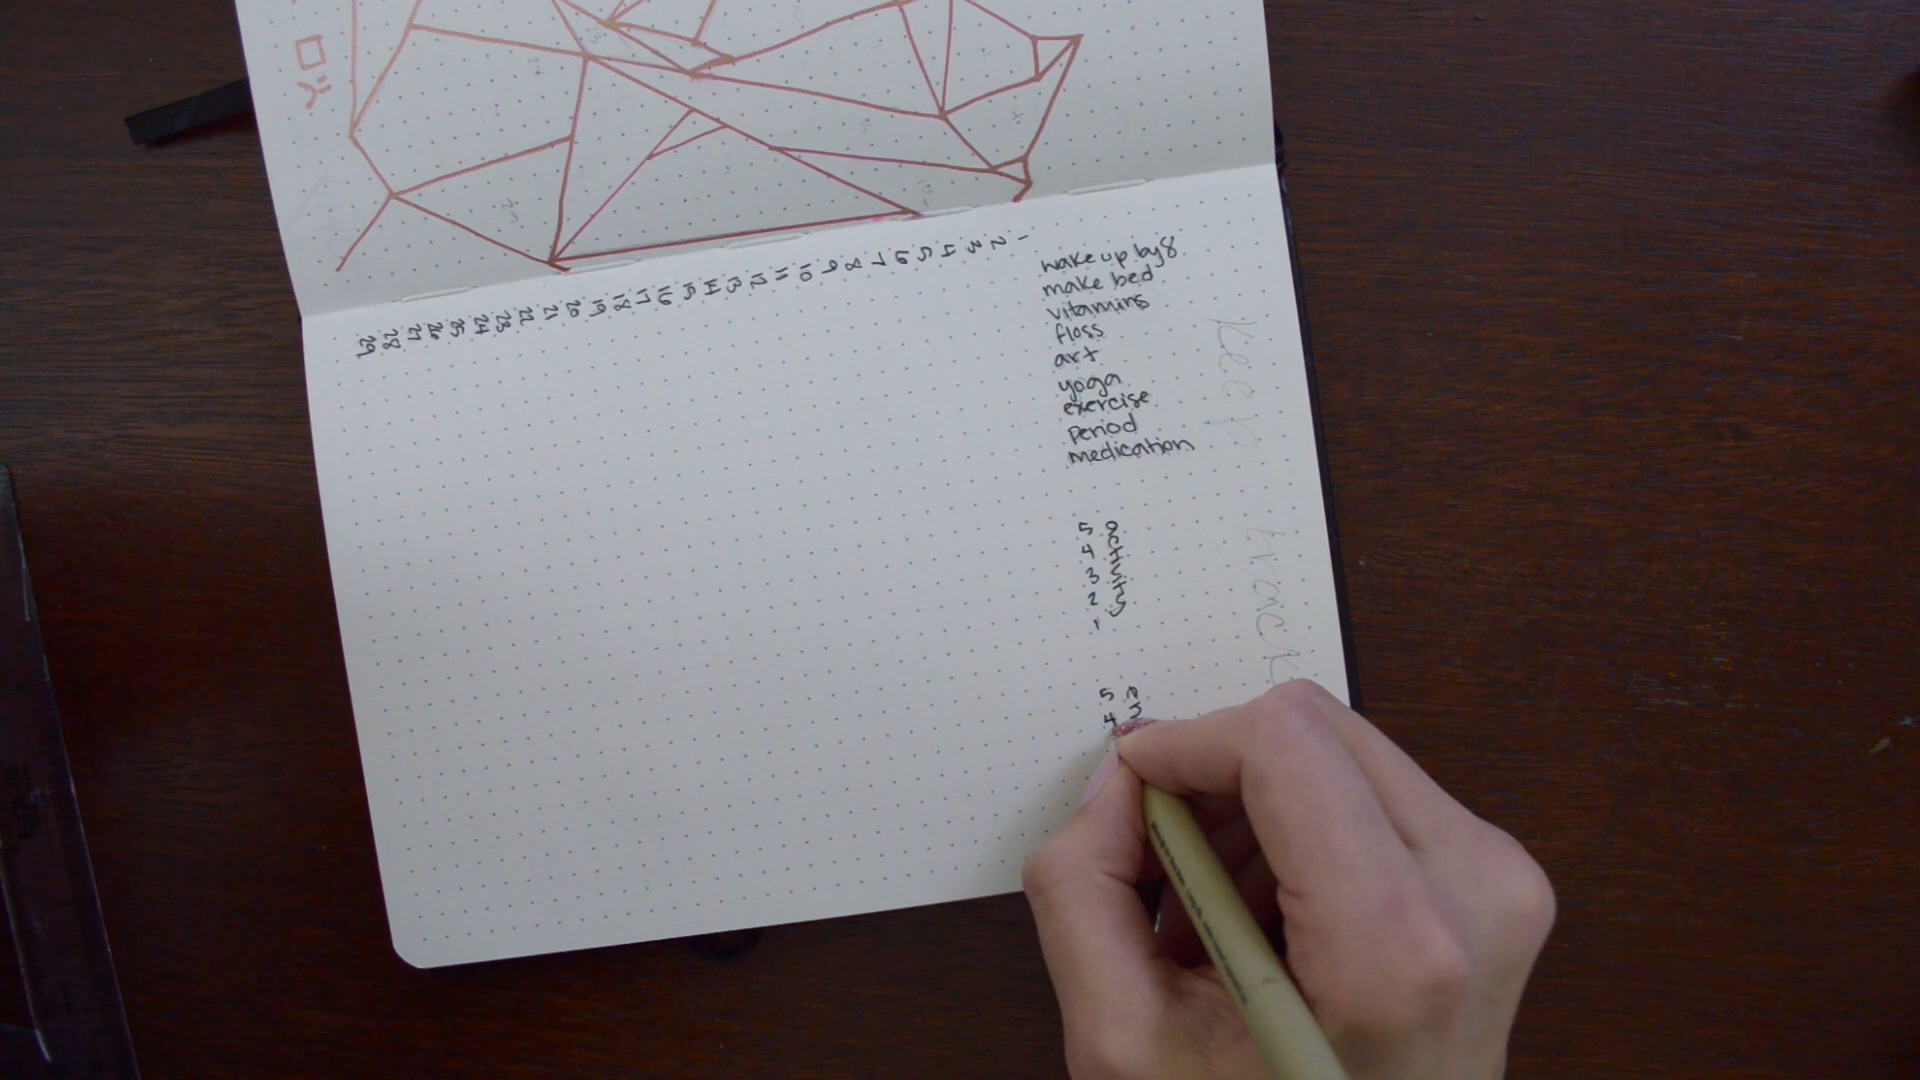 1 2 3 4 5 6 7 8 9 10 11 12 13 14 15 16 17 18 19 20 21 22 23 24 25 26 27 28 29
wake up by 8
make bed
vitamins
floss
art
yoga
exercise
period
medication
keep track
5
4
3
2
1
activity
5
4